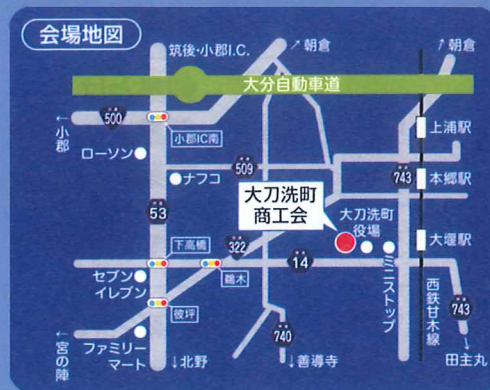 会場地図
筑後・小郡I.C.
↗朝倉
↑朝倉
大分自動車道
←小郡
500
小郡IC南
ローソン
509
ナフコ
上浦駅
743
本郷駅
大刀洗町
商工会
大刀洗町
役場
53
322
下高橋
14
大堰駅
セブン
イレブン
鵜木
ミニストップ
西鉄甘木線
彼坪
743
←宮の陣
ファミリー
マート
↓北野
740
↓善導寺
↓田主丸